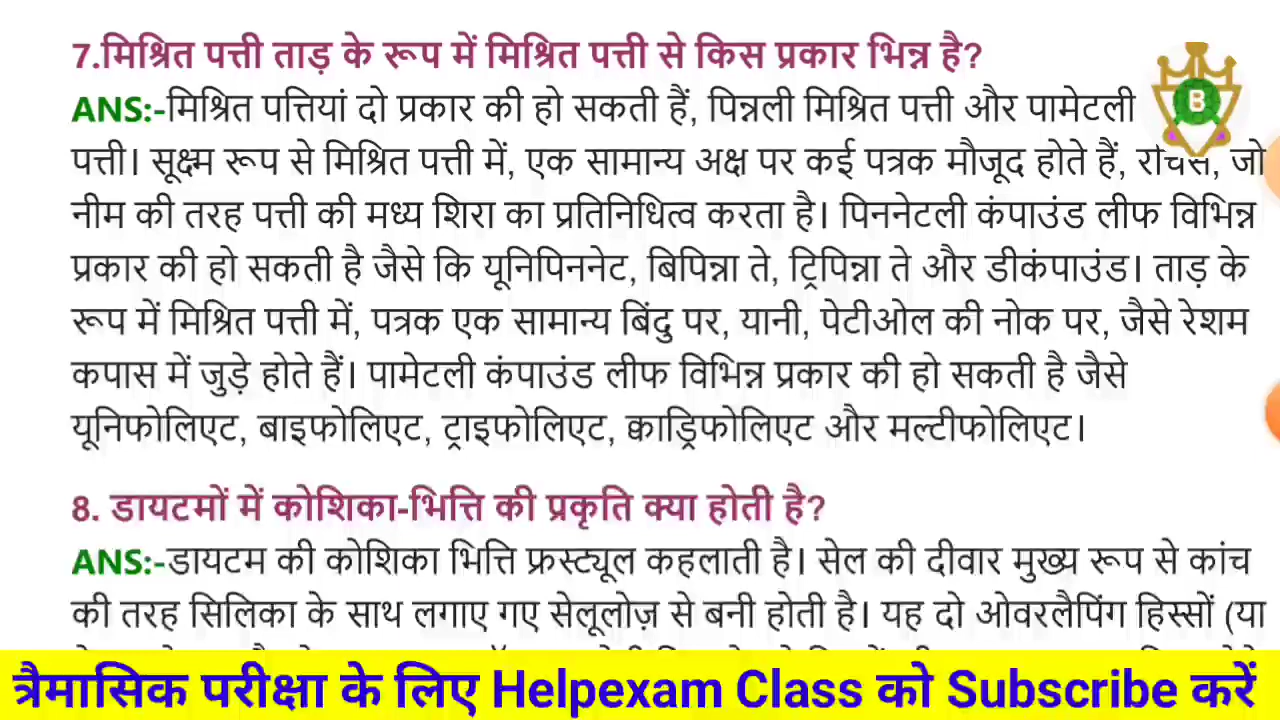 7.मिश्रित पत्ती ताड़ के रूप में मिश्रित पत्ती से किस प्रकार भिन्न है?
ANS:-मिश्रित पत्तियां दो प्रकार की हो सकती हैं, पिन्नली मिश्रित पत्ती और पामेटली
पत्ती। सूक्ष्म रूप से मिश्रित पत्ती में, एक सामान्य अक्ष पर कई पत्रक मौजूद होते हैं, रचिस, जो
नीम की तरह पत्ती की मध्य शिरा का प्रतिनिधित्व करता है। पिननेटली कंपाउंड लीफ विभिन्न
प्रकार की हो सकती है जैसे कि यूनिपिननेट, बिपिन्ना ते, ट्रिपिन्ना ते और डीकंपाउंड। ताड़ के
रूप में मिश्रित पत्ती में, पत्रक एक सामान्य बिंदु पर, यानी, पेटीओल की नोक पर, जैसे रेशम
कपास में जुड़े होते हैं। पामेटली कंपाउंड लीफ विभिन्न प्रकार की हो सकती है जैसे
यूनिफोलिएट, बाइफोलिएट, ट्राइफोलिएट, क्वाड्रिफोलिएट और मल्टीफोलिएट।
8. डायटमों में कोशिका-भित्ति की प्रकृति क्या होती है?
ANS:-डायटम की कोशिका भित्ति फ्रस्ट्यूल कहलाती है। सेल की दीवार मुख्य रूप से कांच
की तरह सिलिका के साथ लगाए गए सेलूलोज़ से बनी होती है। यह दो ओवरलैपिंग हिस्सों (या
त्रैमासिक परीक्षा के लिए Helpexam Class को Subscribe करें
B